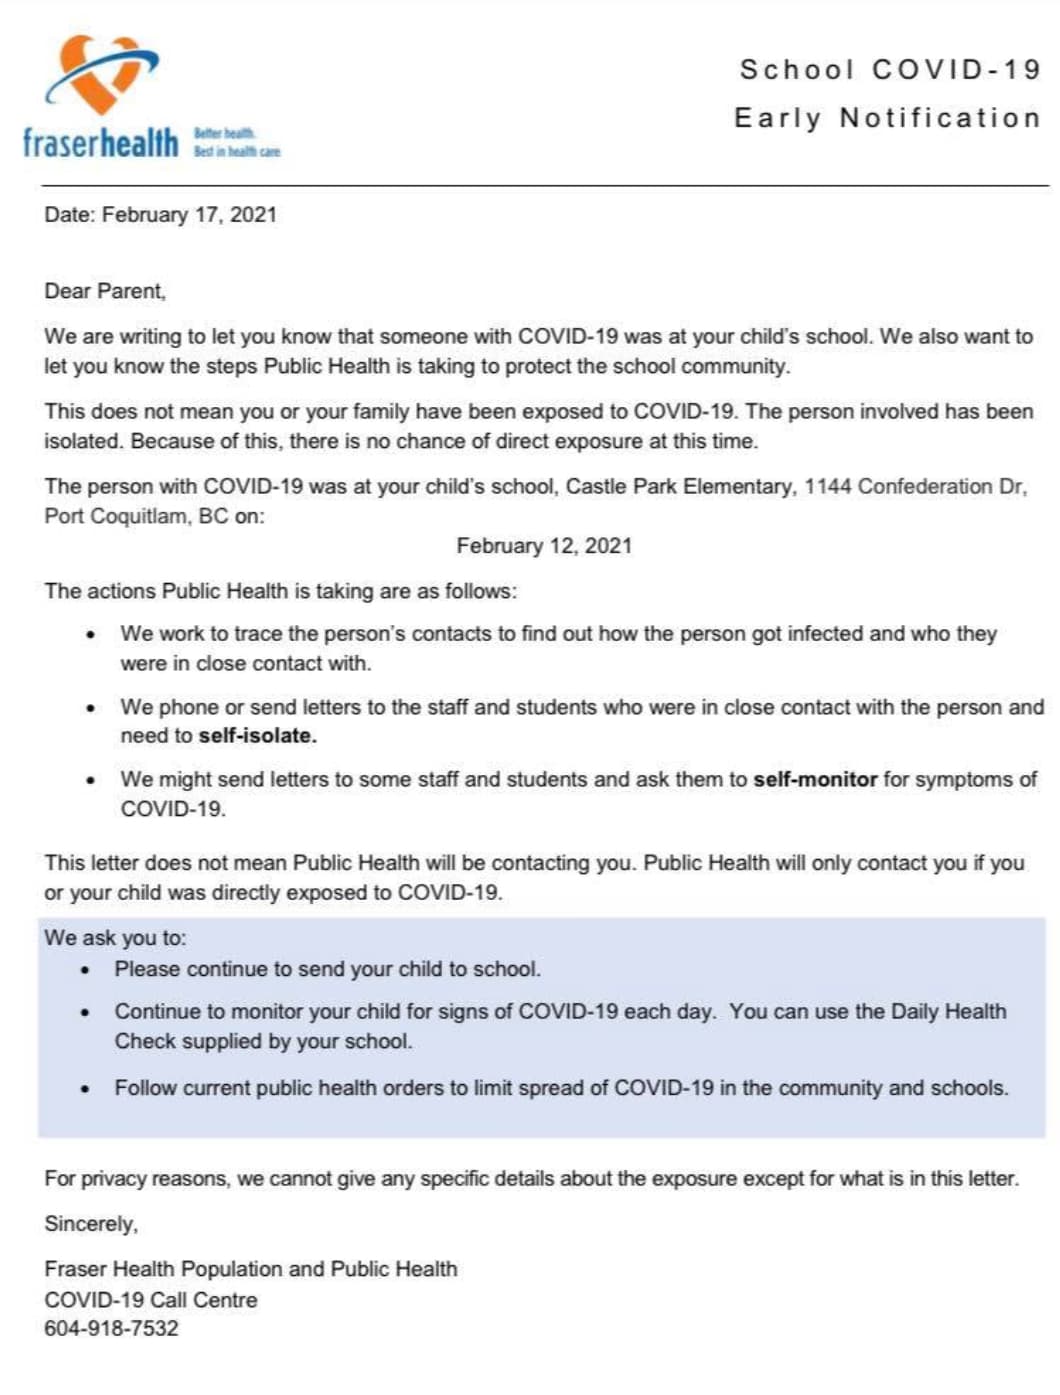 School COVID-19
Early Notification
fraserhealth
Better health.
Best in health care
Date: February 17, 2021
Dear Parent,
We are writing to let you know that someone with COVID-19 was at your child's school. We also want to
let you know the steps Public Health is taking to protect the school community.
This does not mean you or your family have been exposed to COVID-19. The person involved has been
isolated. Because of this, there is no chance of direct exposure at this time.
The person with COVID-19 was at your child's school, Castle Park Elementary, 1144 Confederation Dr,
Port Coquitlam, BC on:
February 12, 2021
The actions Public Health is taking are as follows:
• We work to trace the person's contacts to find out how the person got infected and who they
were in close contact with.
• We phone or send letters to the staff and students who were in close contact with the person and
need to self-isolate.
• We might send letters to some staff and students and ask them to self-monitor for symptoms of
COVID-19.
This letter does not mean Public Health will be contacting you. Public Health will only contact you if you
or your child was directly exposed to COVID-19.
We ask you to:
• Please continue to send your child to school.
• Continue to monitor your child for signs of COVID-19 each day. You can use the Daily Health
Check supplied by your school.
• Follow current public health orders to limit spread of COVID-19 in the community and schools.
For privacy reasons, we cannot give any specific details about the exposure except for what is in this letter.
Sincerely,
Fraser Health Population and Public Health
COVID-19 Call Centre
604-918-7532